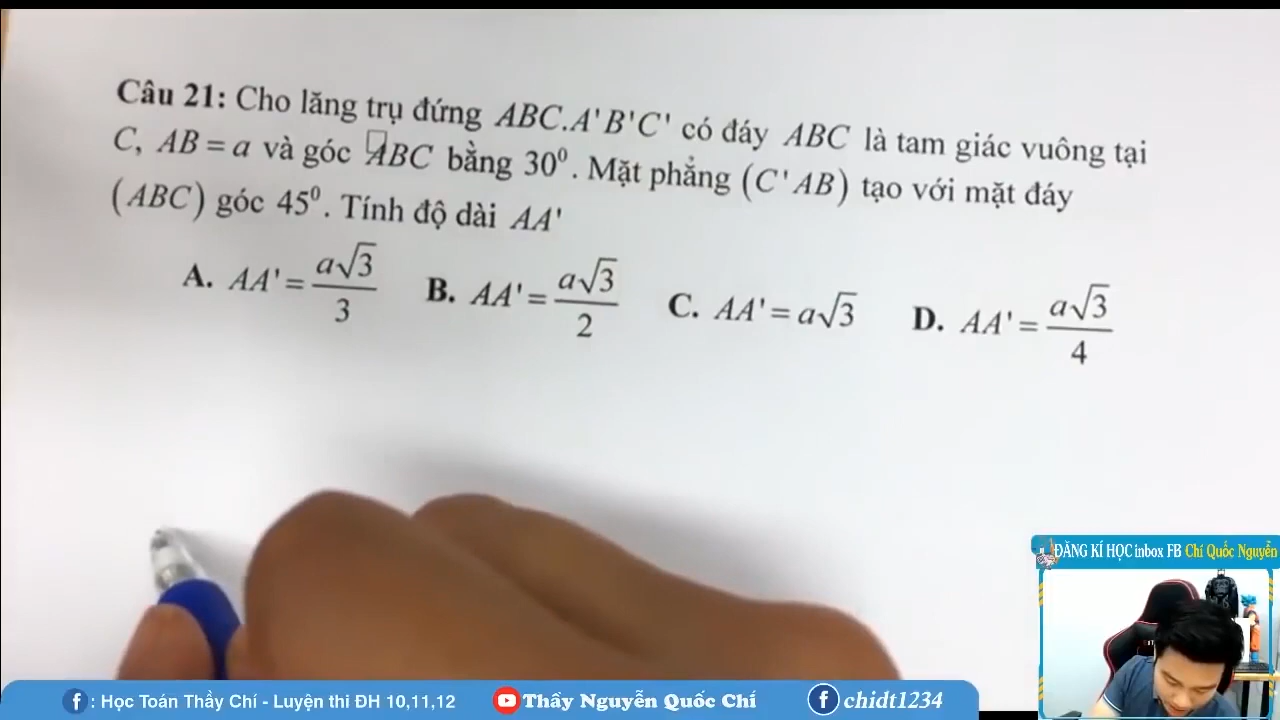 Câu 21: Cho lăng trụ đứng ABC.A'B'C' có đáy ABC là tam giác vuông tại
C, AB = a và góc ABC bằng 30⁰. Mặt phẳng (C'AB) tạo với mặt đáy
(ABC) góc 45⁰. Tính độ dài AA'
A. AA' = a√3/3 B. AA' = a√3/2 C. AA' = a√3 D. AA' = a√3/4
ĐĂNG KÍ HỌC inbox FB Chí Quốc Nguyễn
f : Học Toán Thầy Chí - Luyện thi ĐH 10,11,12 Thầy Nguyễn Quốc Chí f chidt1234